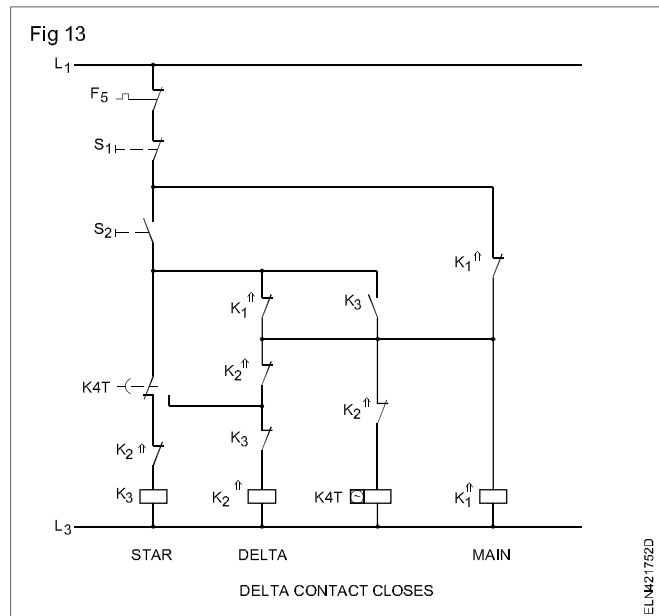 Fig 13
L1
F5
S1
S2
K1
K1
K3
K2
K4T
K2
K3
K2
K3
K2
K4T
K1
L3
STAR DELTA MAIN
DELTA CONTACT CLOSES
ELN421752D